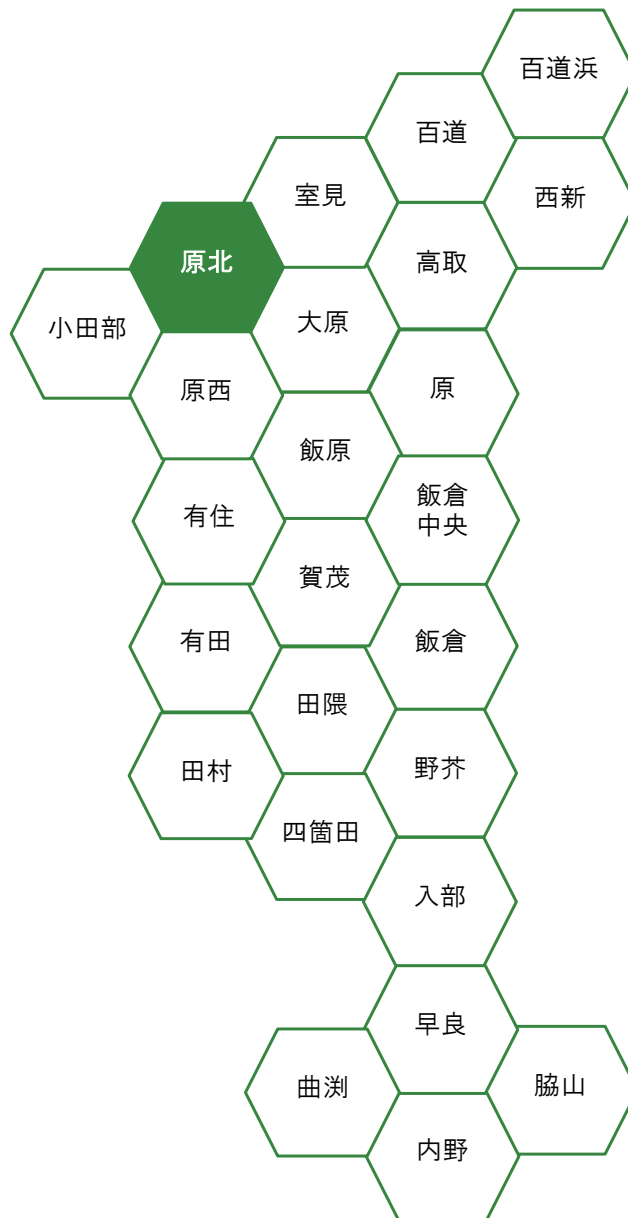 百道浜
百道
室見
西新
原北
高取
小田部
大原
原西
原
飯原
有住
飯倉
中央
賀茂
有田
飯倉
田隈
田村
野芥
四箇田
入部
早良
曲渕
脇山
内野